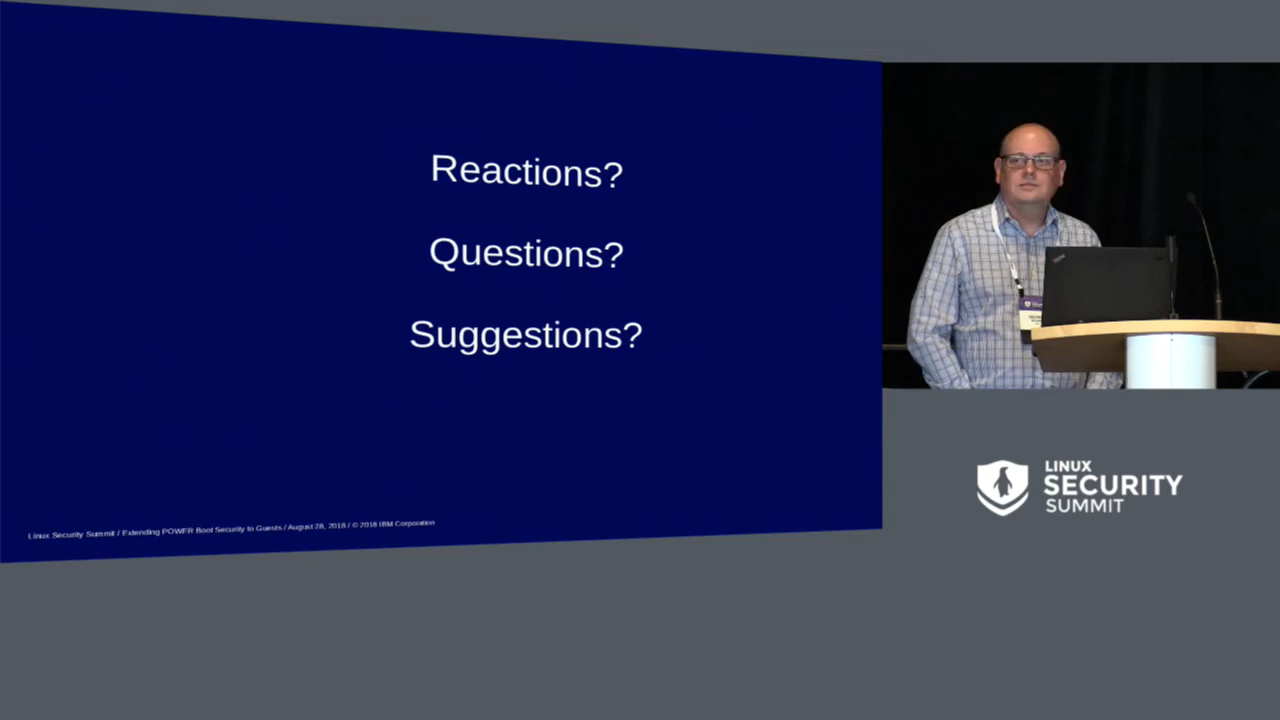 Reactions?
Questions?
Suggestions?
Linux Security Summit / Extending POWER Boot Security to Guests / August 28, 2018 / © 2018 IBM Corporation
LINUX
SECURITY
SUMMIT